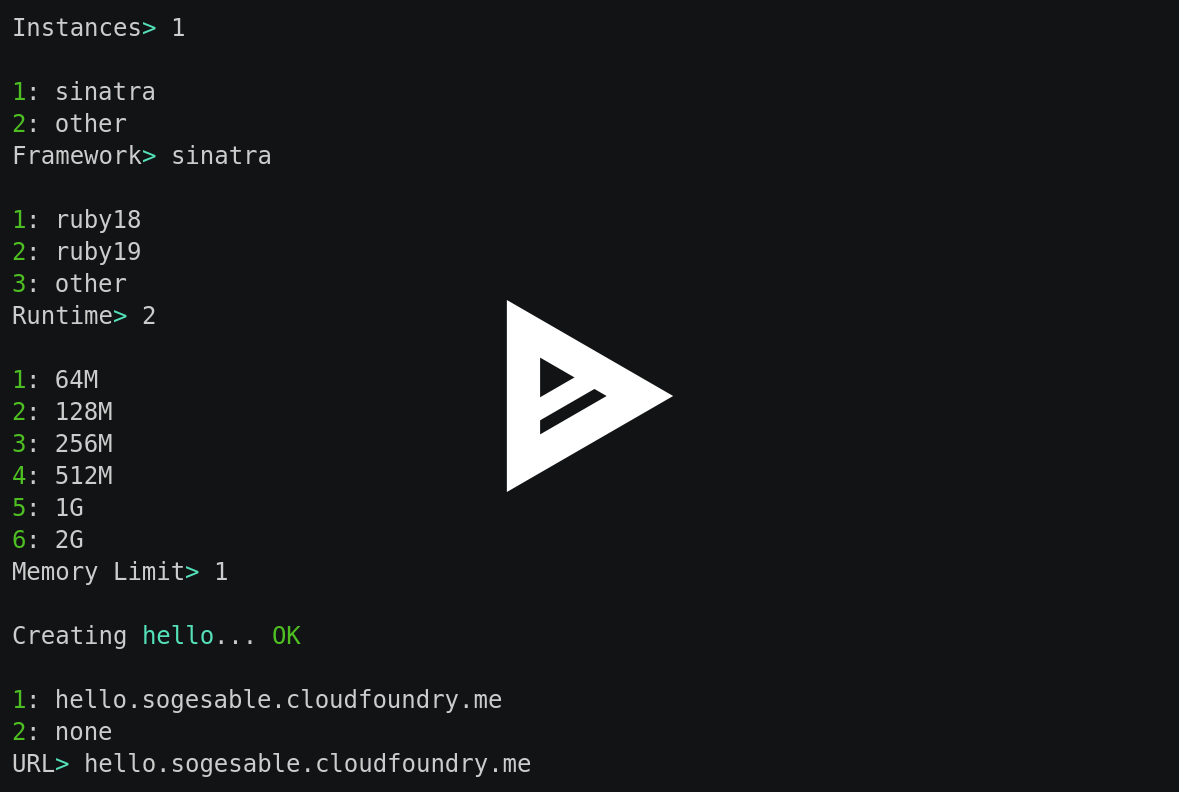 Instances> 1
1: sinatra
2: other
Framework> sinatra
1: ruby18
2: ruby19
3: other
Runtime> 2
1: 64M
2: 128M
3: 256M
4: 512M
5: 1G
6: 2G
Memory Limit> 1
Creating hello... OK
1: hello.sogesable.cloudfoundry.me
2: none
URL> hello.sogesable.cloudfoundry.me